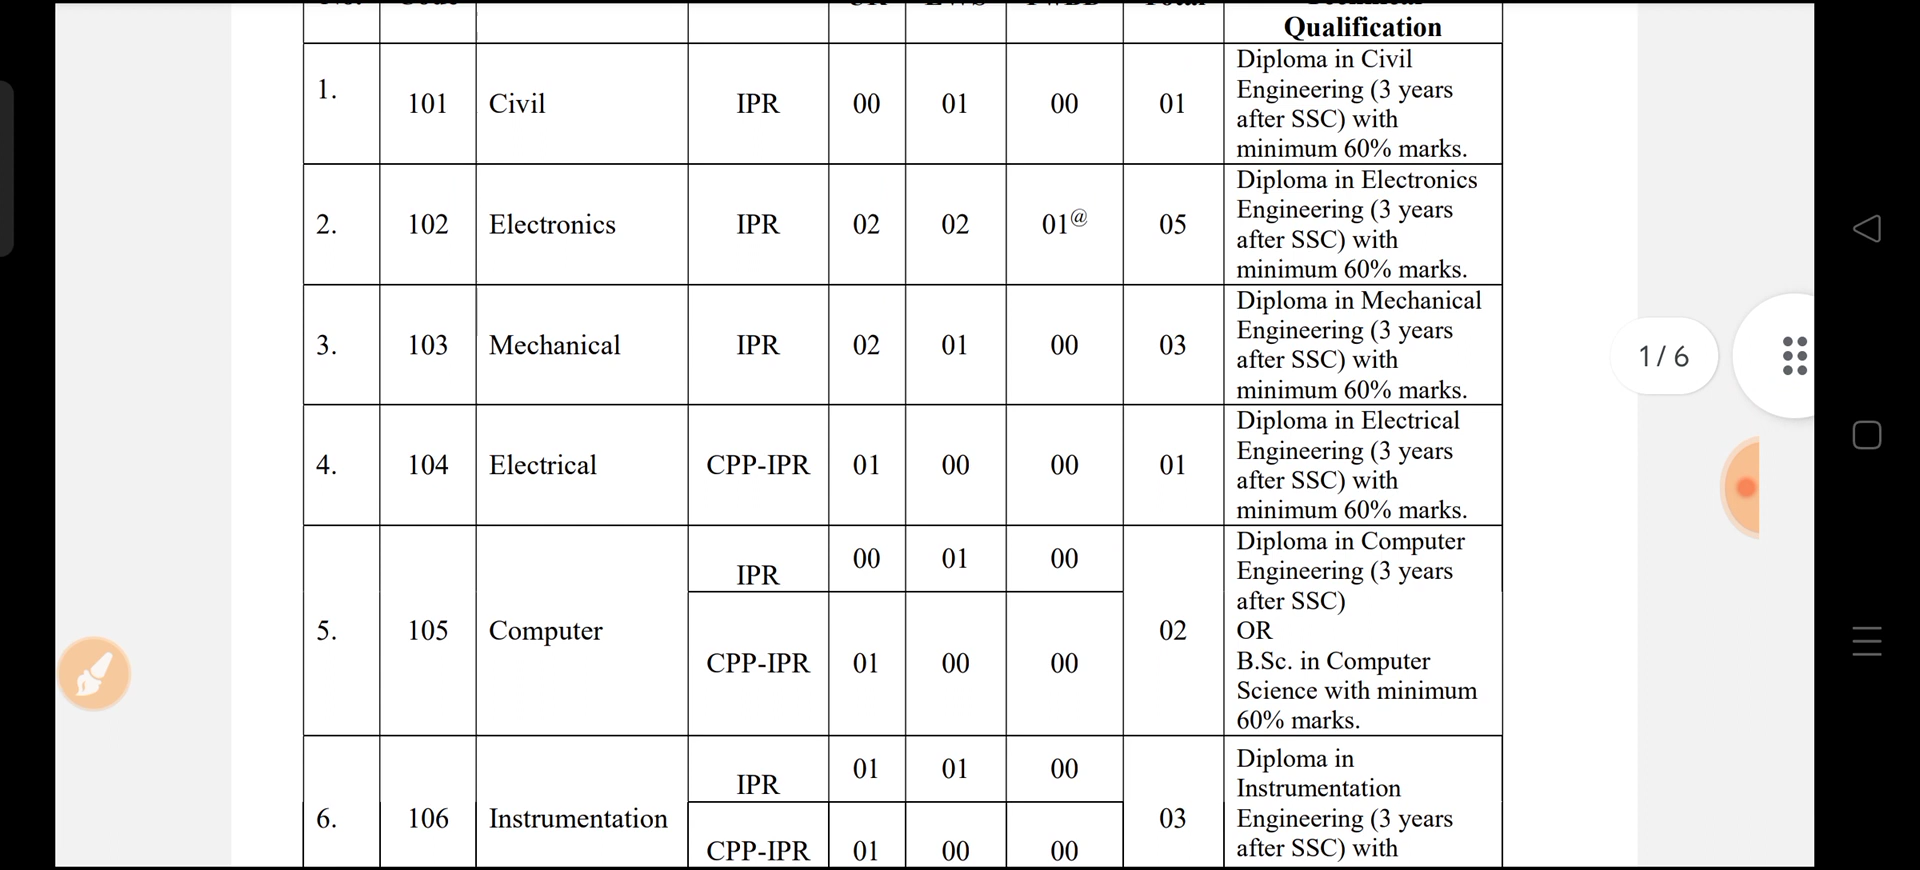 Qualification
1. 101 Civil IPR 00 01 00 01 Diploma in Civil
Engineering (3 years
after SSC) with
minimum 60% marks.
2. 102 Electronics IPR 02 02 01@ 05 Diploma in Electronics
Engineering (3 years
after SSC) with
minimum 60% marks.
3. 103 Mechanical IPR 02 01 00 03 Diploma in Mechanical
Engineering (3 years
after SSC) with
minimum 60% marks.
4. 104 Electrical CPP-IPR 01 00 00 01 Diploma in Electrical
Engineering (3 years
after SSC) with
minimum 60% marks.
5. 105 Computer IPR 00 01 00 02 Diploma in Computer
Engineering (3 years
after SSC)
OR
CPP-IPR 01 00 00 B.Sc. in Computer
Science with minimum
60% marks.
6. 106 Instrumentation IPR 01 01 00 03 Diploma in
Instrumentation
Engineering (3 years
CPP-IPR 01 00 00 after SSC) with
1 / 6